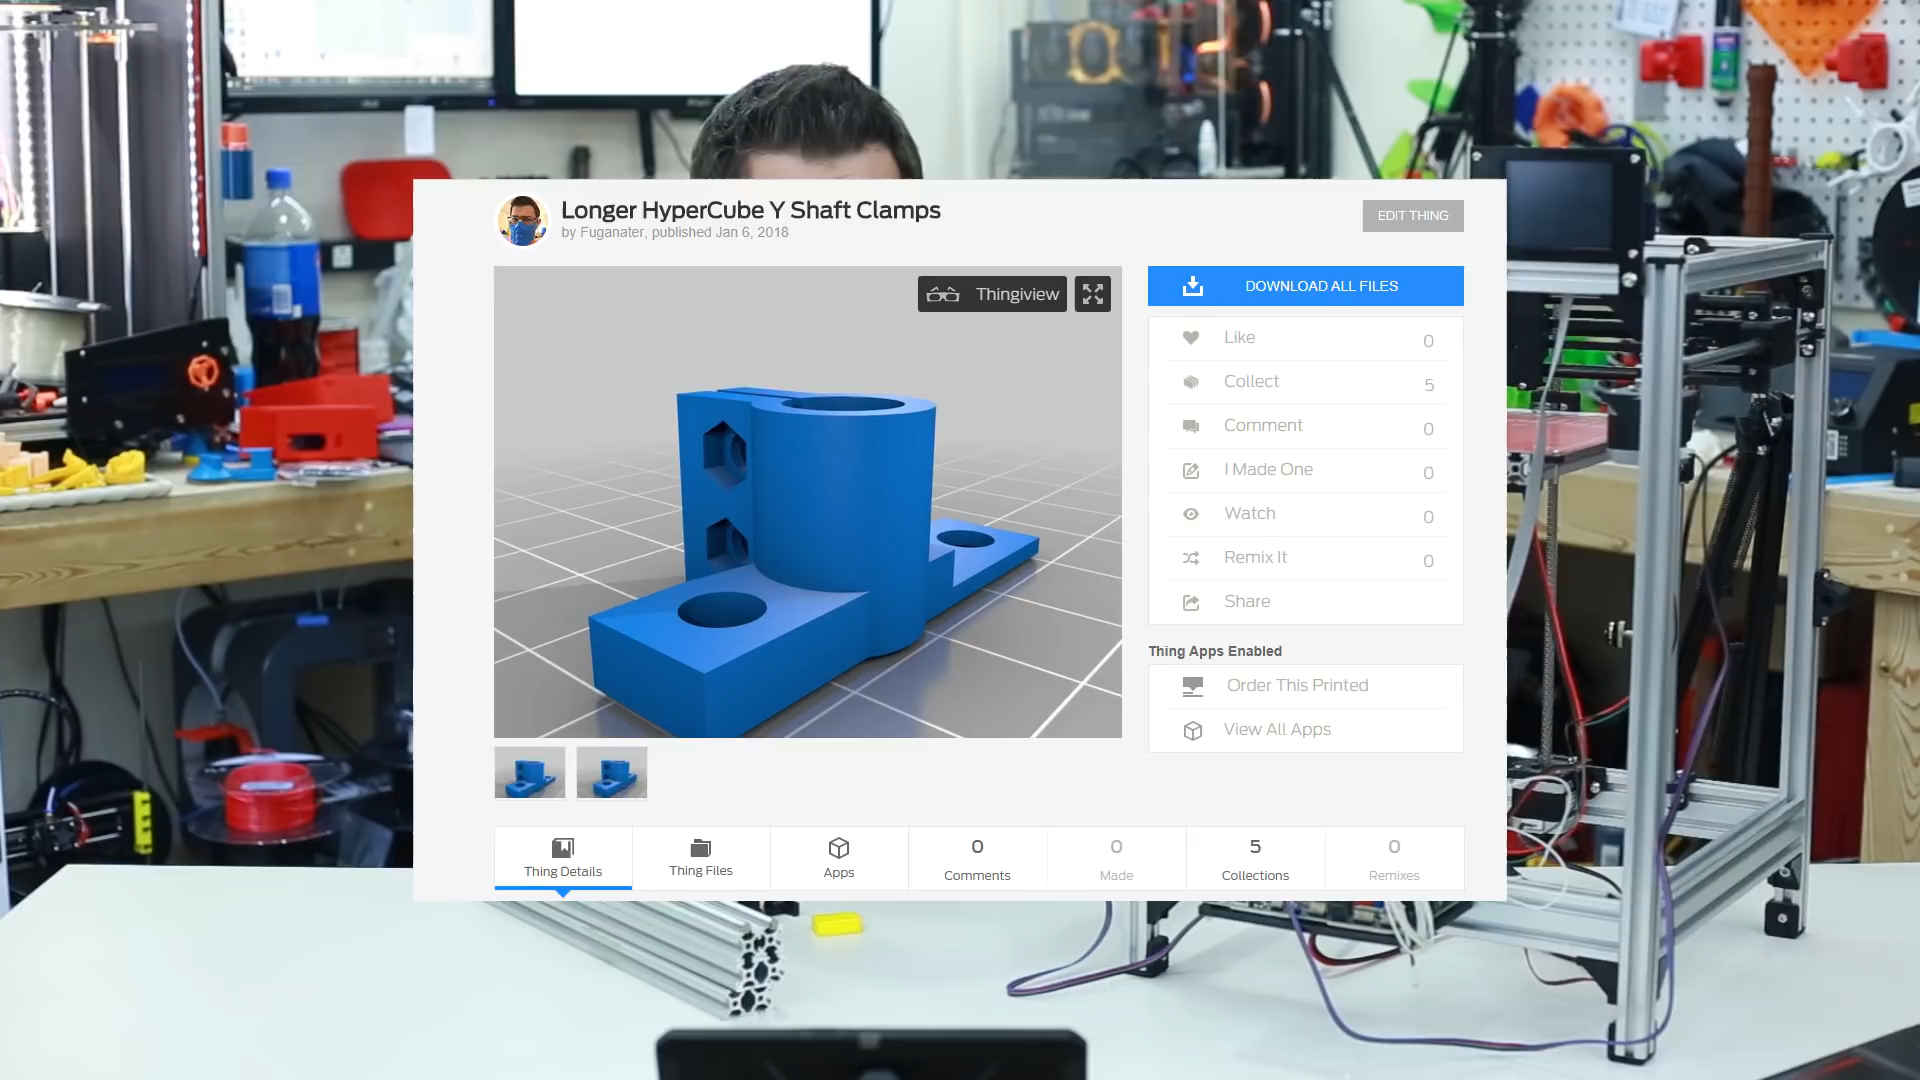 Longer HyperCube Y Shaft Clamps
by Fuganater, published Jan 6, 2018
EDIT THING
Thingiview
DOWNLOAD ALL FILES
Like 0
Collect 5
Comment 0
I Made One 0
Watch 0
Remix It 0
Share
Thing Apps Enabled
Order This Printed
View All Apps
Thing Details
Thing Files
Apps
0
Comments
0
Made
5
Collections
0
Remixes